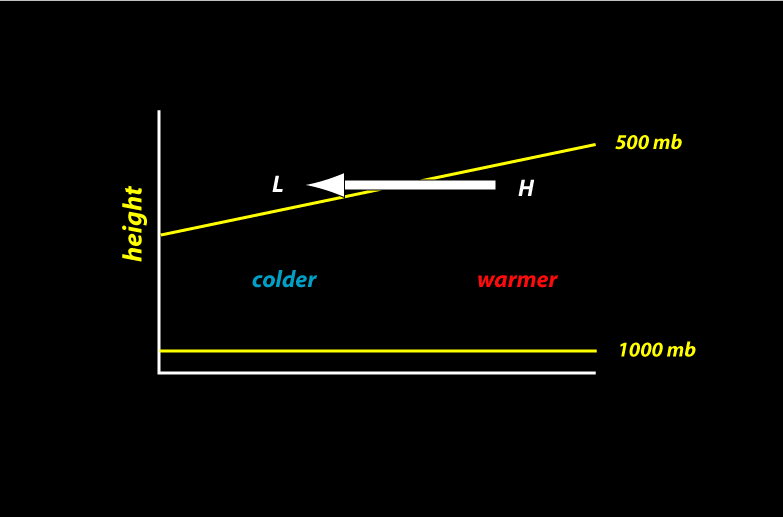 500 mb
L
H
height
colder
warmer
1000 mb